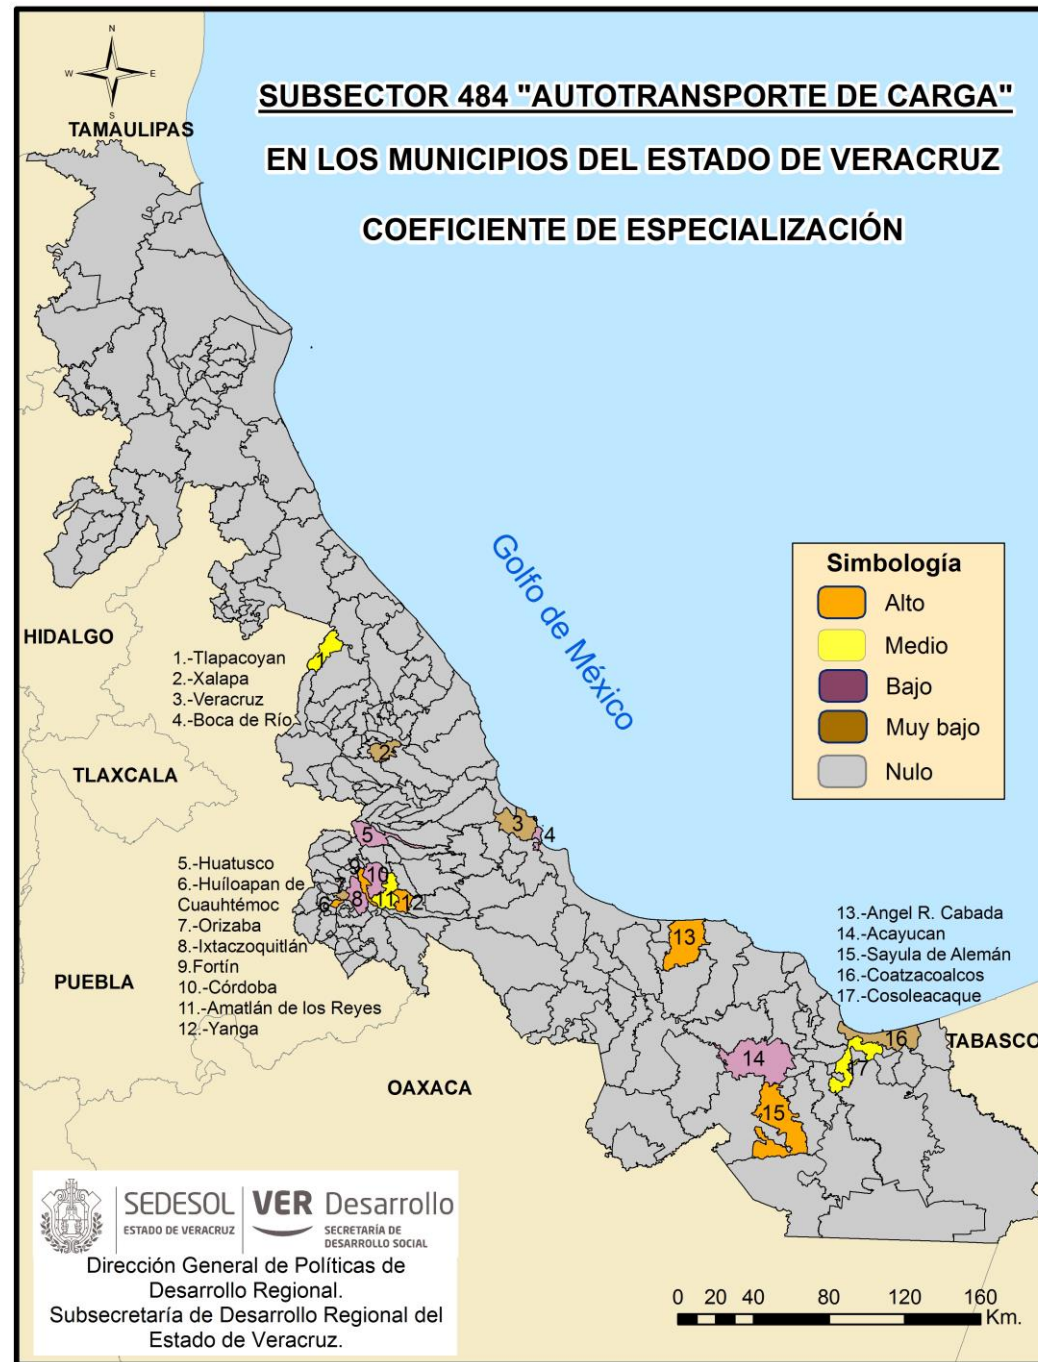 N
W
E
S
SUBSECTOR 484 "AUTOTRANSPORTE DE CARGA"
EN LOS MUNICIPIOS DEL ESTADO DE VERACRUZ
COEFICIENTE DE ESPECIALIZACIÓN
TAMAULIPAS
Golfo de México
Simbología
Alto
Medio
Bajo
Muy bajo
Nulo
HIDALGO
1.-Tlapacoyan
2.-Xalapa
3.-Veracruz
4.-Boca de Río
1
2
3
4
TLAXCALA
5.-Huatusco
6.-Huíloapan de
Cuauhtémoc
7.-Orizaba
8.-Ixtaczoquitlán
9.Fortín
10.-Córdoba
11.-Amatlán de los Reyes
12.-Yanga
5
9
10
7
6
8
11
12
PUEBLA
13.-Angel R. Cabada
14.-Acayucan
15.-Sayula de Alemán
16.-Coatzacoalcos
17.-Cosoleacaque
13
14
15
16
17
TABASCO
OAXACA
SEDESOL
ESTADO DE VERACRUZ
VER Desarrollo
SECRETARÍA DE
DESARROLLO SOCIAL
Dirección General de Políticas de
Desarrollo Regional.
Subsecretaría de Desarrollo Regional del
Estado de Veracruz.
0 20 40 80 120 160
Km.